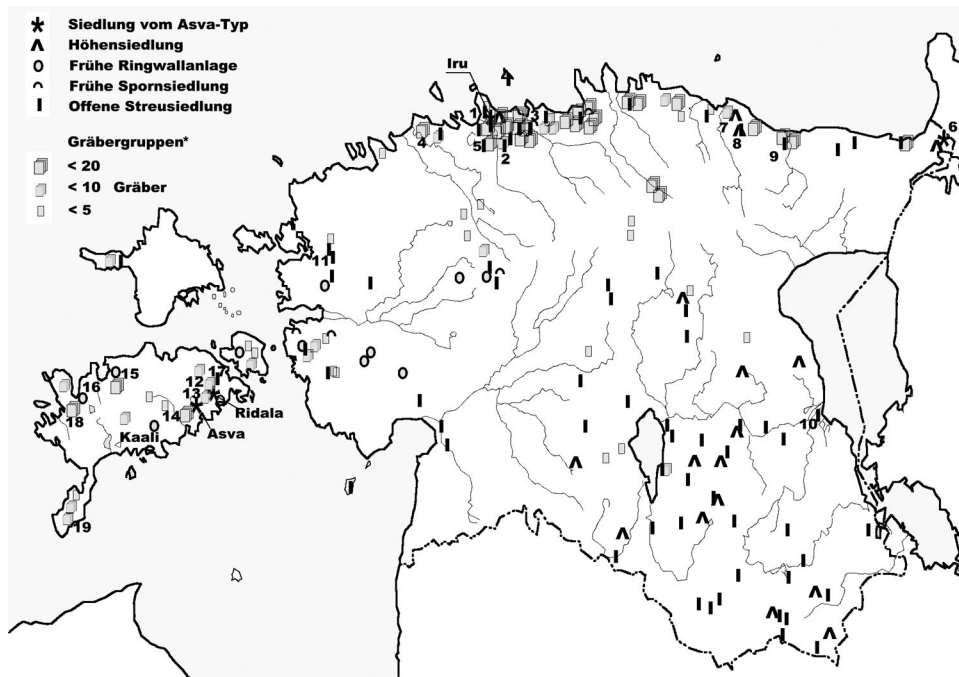 Siedlung vom Asva-Typ
Höhensiedlung
Frühe Ringwallanlage
Frühe Spornsiedlung
Offene Streusiedlung
Gräbergruppen*
< 20
< 10 Gräber
< 5
Iru
1
3
4
5
2
7
8
9
6
11
10
17
12
13
14
15
16
18
19
Kaali
Asva
Ridala